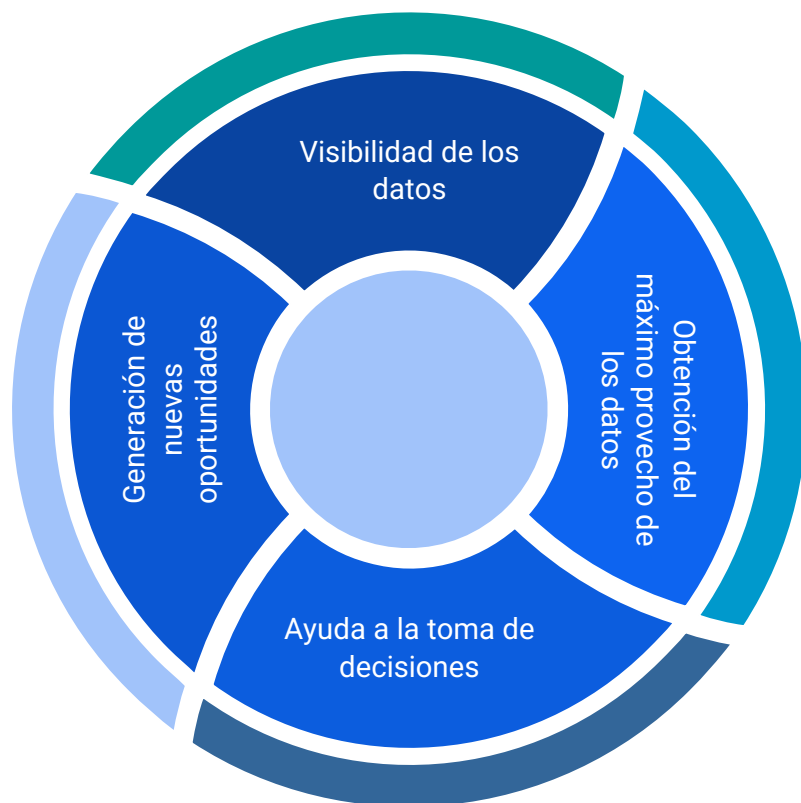 Visibilidad de los
datos
Obtención del
máximo provecho de
los datos
Ayuda a la toma de
decisiones
Generación de
nuevas
oportunidades